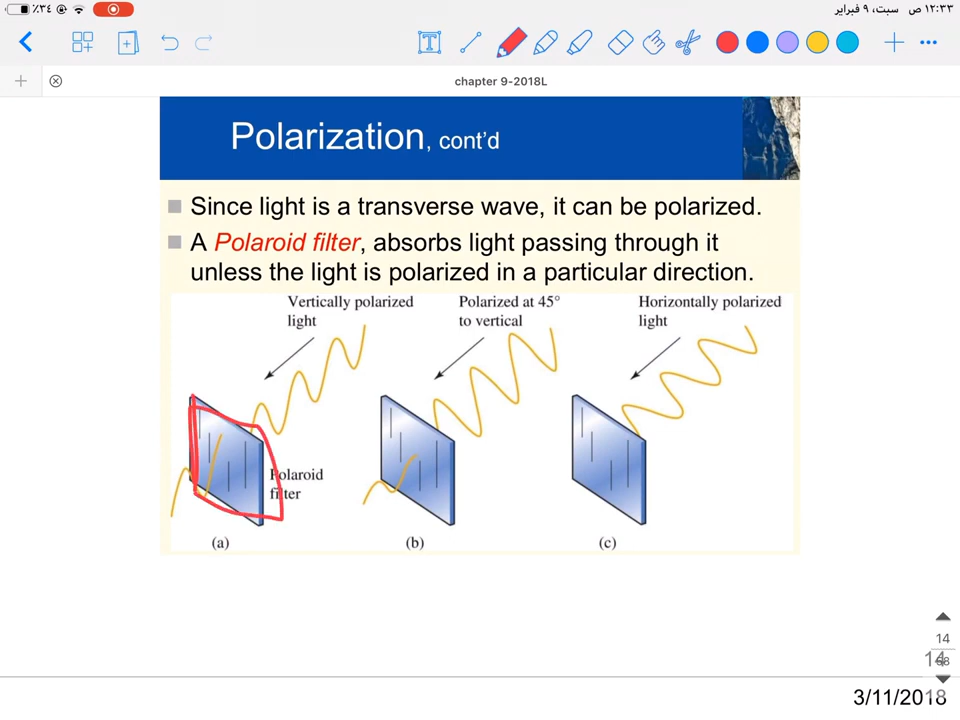 ٪٣٤
١٢:٣٣ ص سبت، ٩ فبراير
chapter 9-2018L
Polarization, cont'd
Since light is a transverse wave, it can be polarized.
A Polaroid filter, absorbs light passing through it
unless the light is polarized in a particular direction.
Vertically polarized
light
Polarized at 45°
to vertical
Horizontally polarized
light
Polaroid
filter
(a)
(b)
(c)
14
68
14
3/11/2018